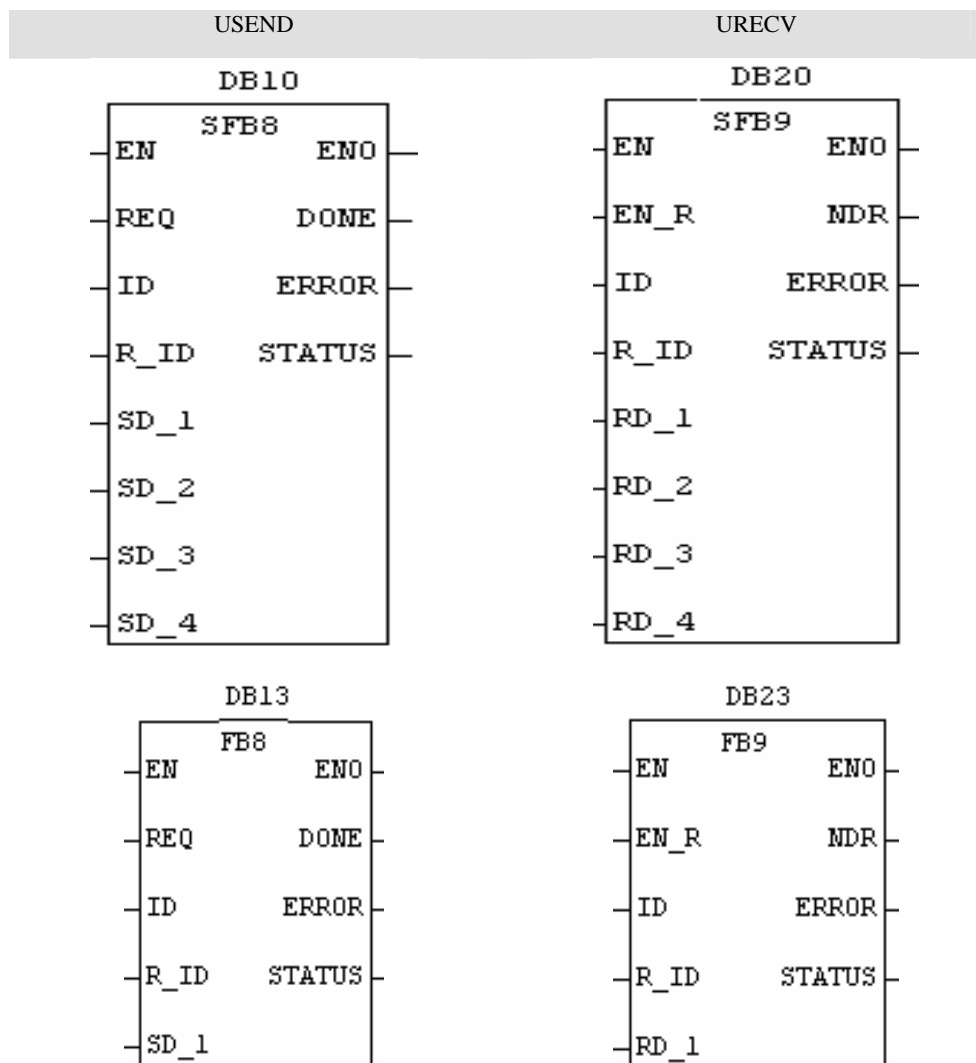 USEND URECV
DB10 DB20
SFB8 SFB9
EN ENO EN ENO
REQ DONE EN_R NDR
ID ERROR ID ERROR
R_ID STATUS R_ID STATUS
SD_1 RD_1
SD_2 RD_2
SD_3 RD_3
SD_4 RD_4
DB13 DB23
FB8 FB9
EN ENO EN ENO
REQ DONE EN_R NDR
ID ERROR ID ERROR
R_ID STATUS R_ID STATUS
SD_1 RD_1